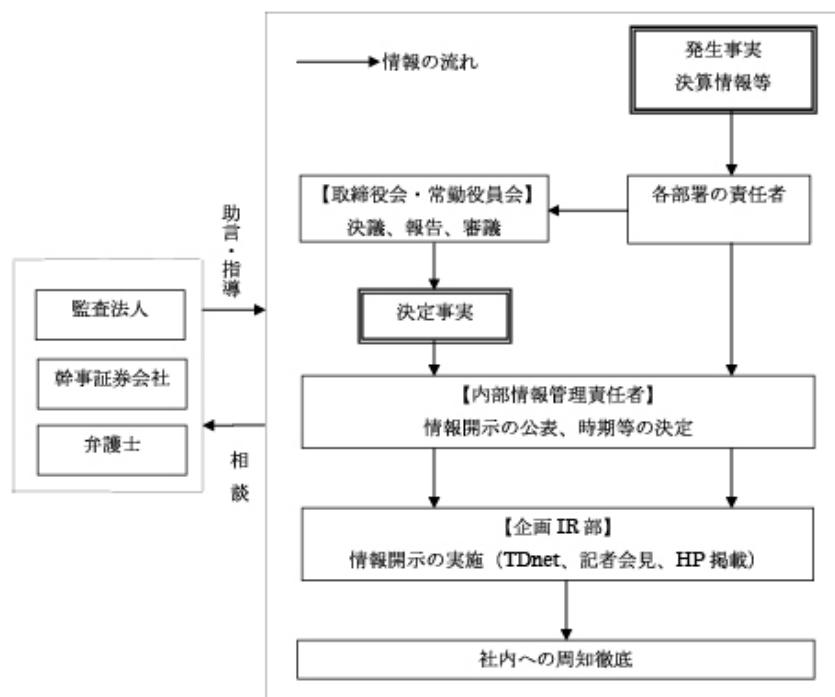 情報の流れ
発生事実
決算情報等
【取締役会・常勤役員会】
決議、報告、審議
各部署の責任者
助言・指導
監査法人
幹事証券会社
弁護士
相談
決定事実
【内部情報管理責任者】
情報開示の公表、時期等の決定
【企画 IR 部】
情報開示の実施（TDnet、記者会見、HP 掲載）
社内への周知徹底